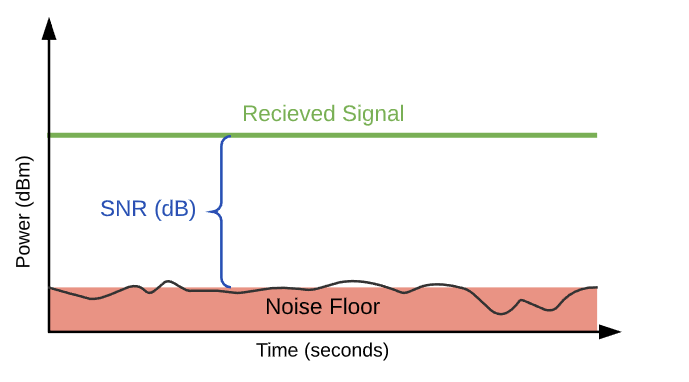 Recieved Signal
SNR (dB)
Power (dBm)
Noise Floor
Time (seconds)